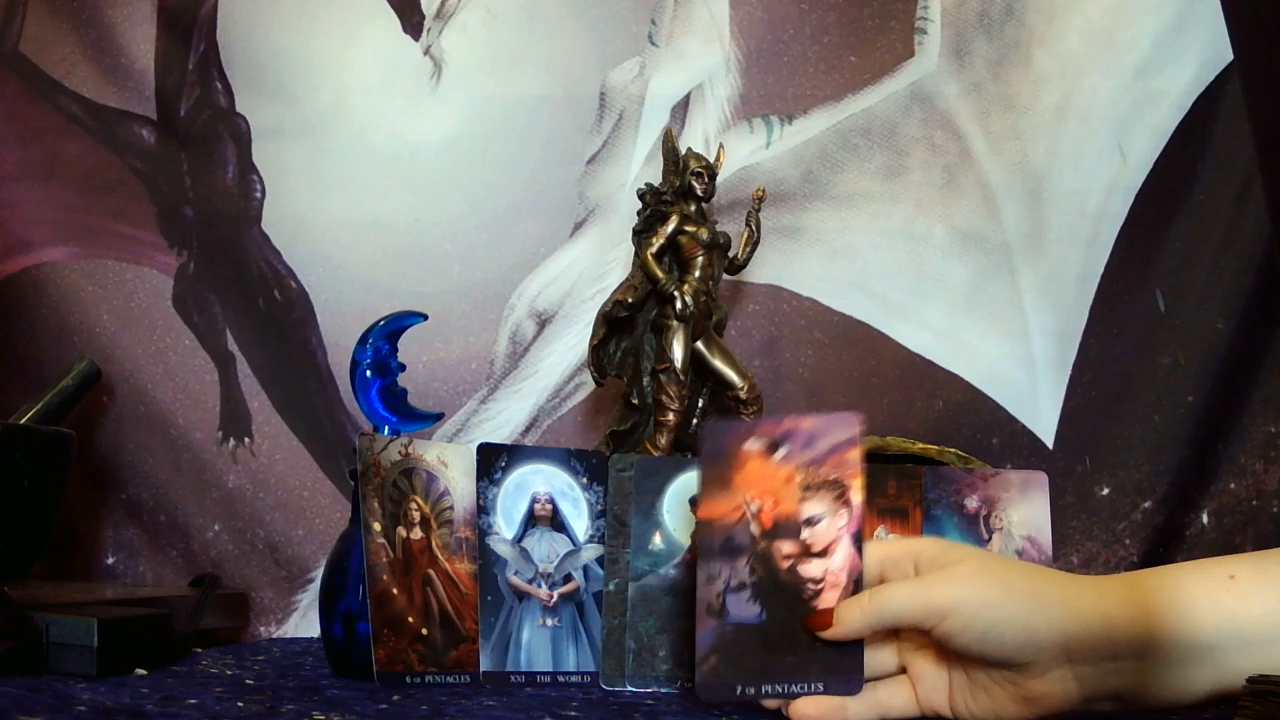 6 OF PENTACLES
XXI - THE WORLD
7 OF PENTACLES